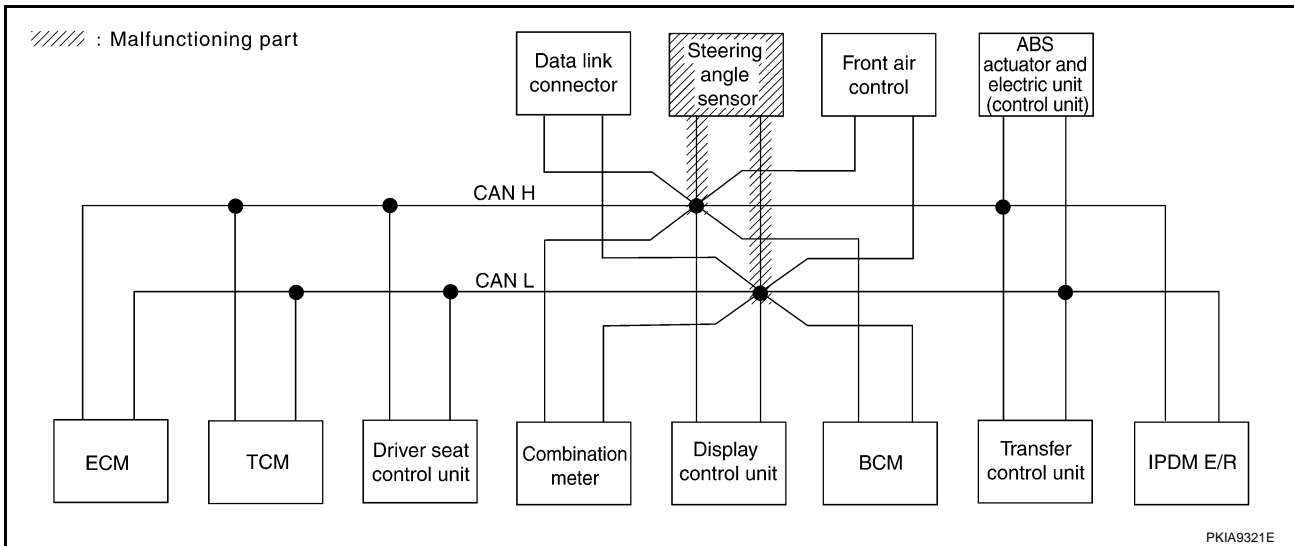 : Malfunctioning part
Data link
connector
Steering
angle
sensor
Front air
control
ABS
actuator and
electric unit
(control unit)
CAN H
CAN L
ECM
TCM
Driver seat
control unit
Combination
meter
Display
control unit
BCM
Transfer
control unit
IPDM E/R
PKIA9321E